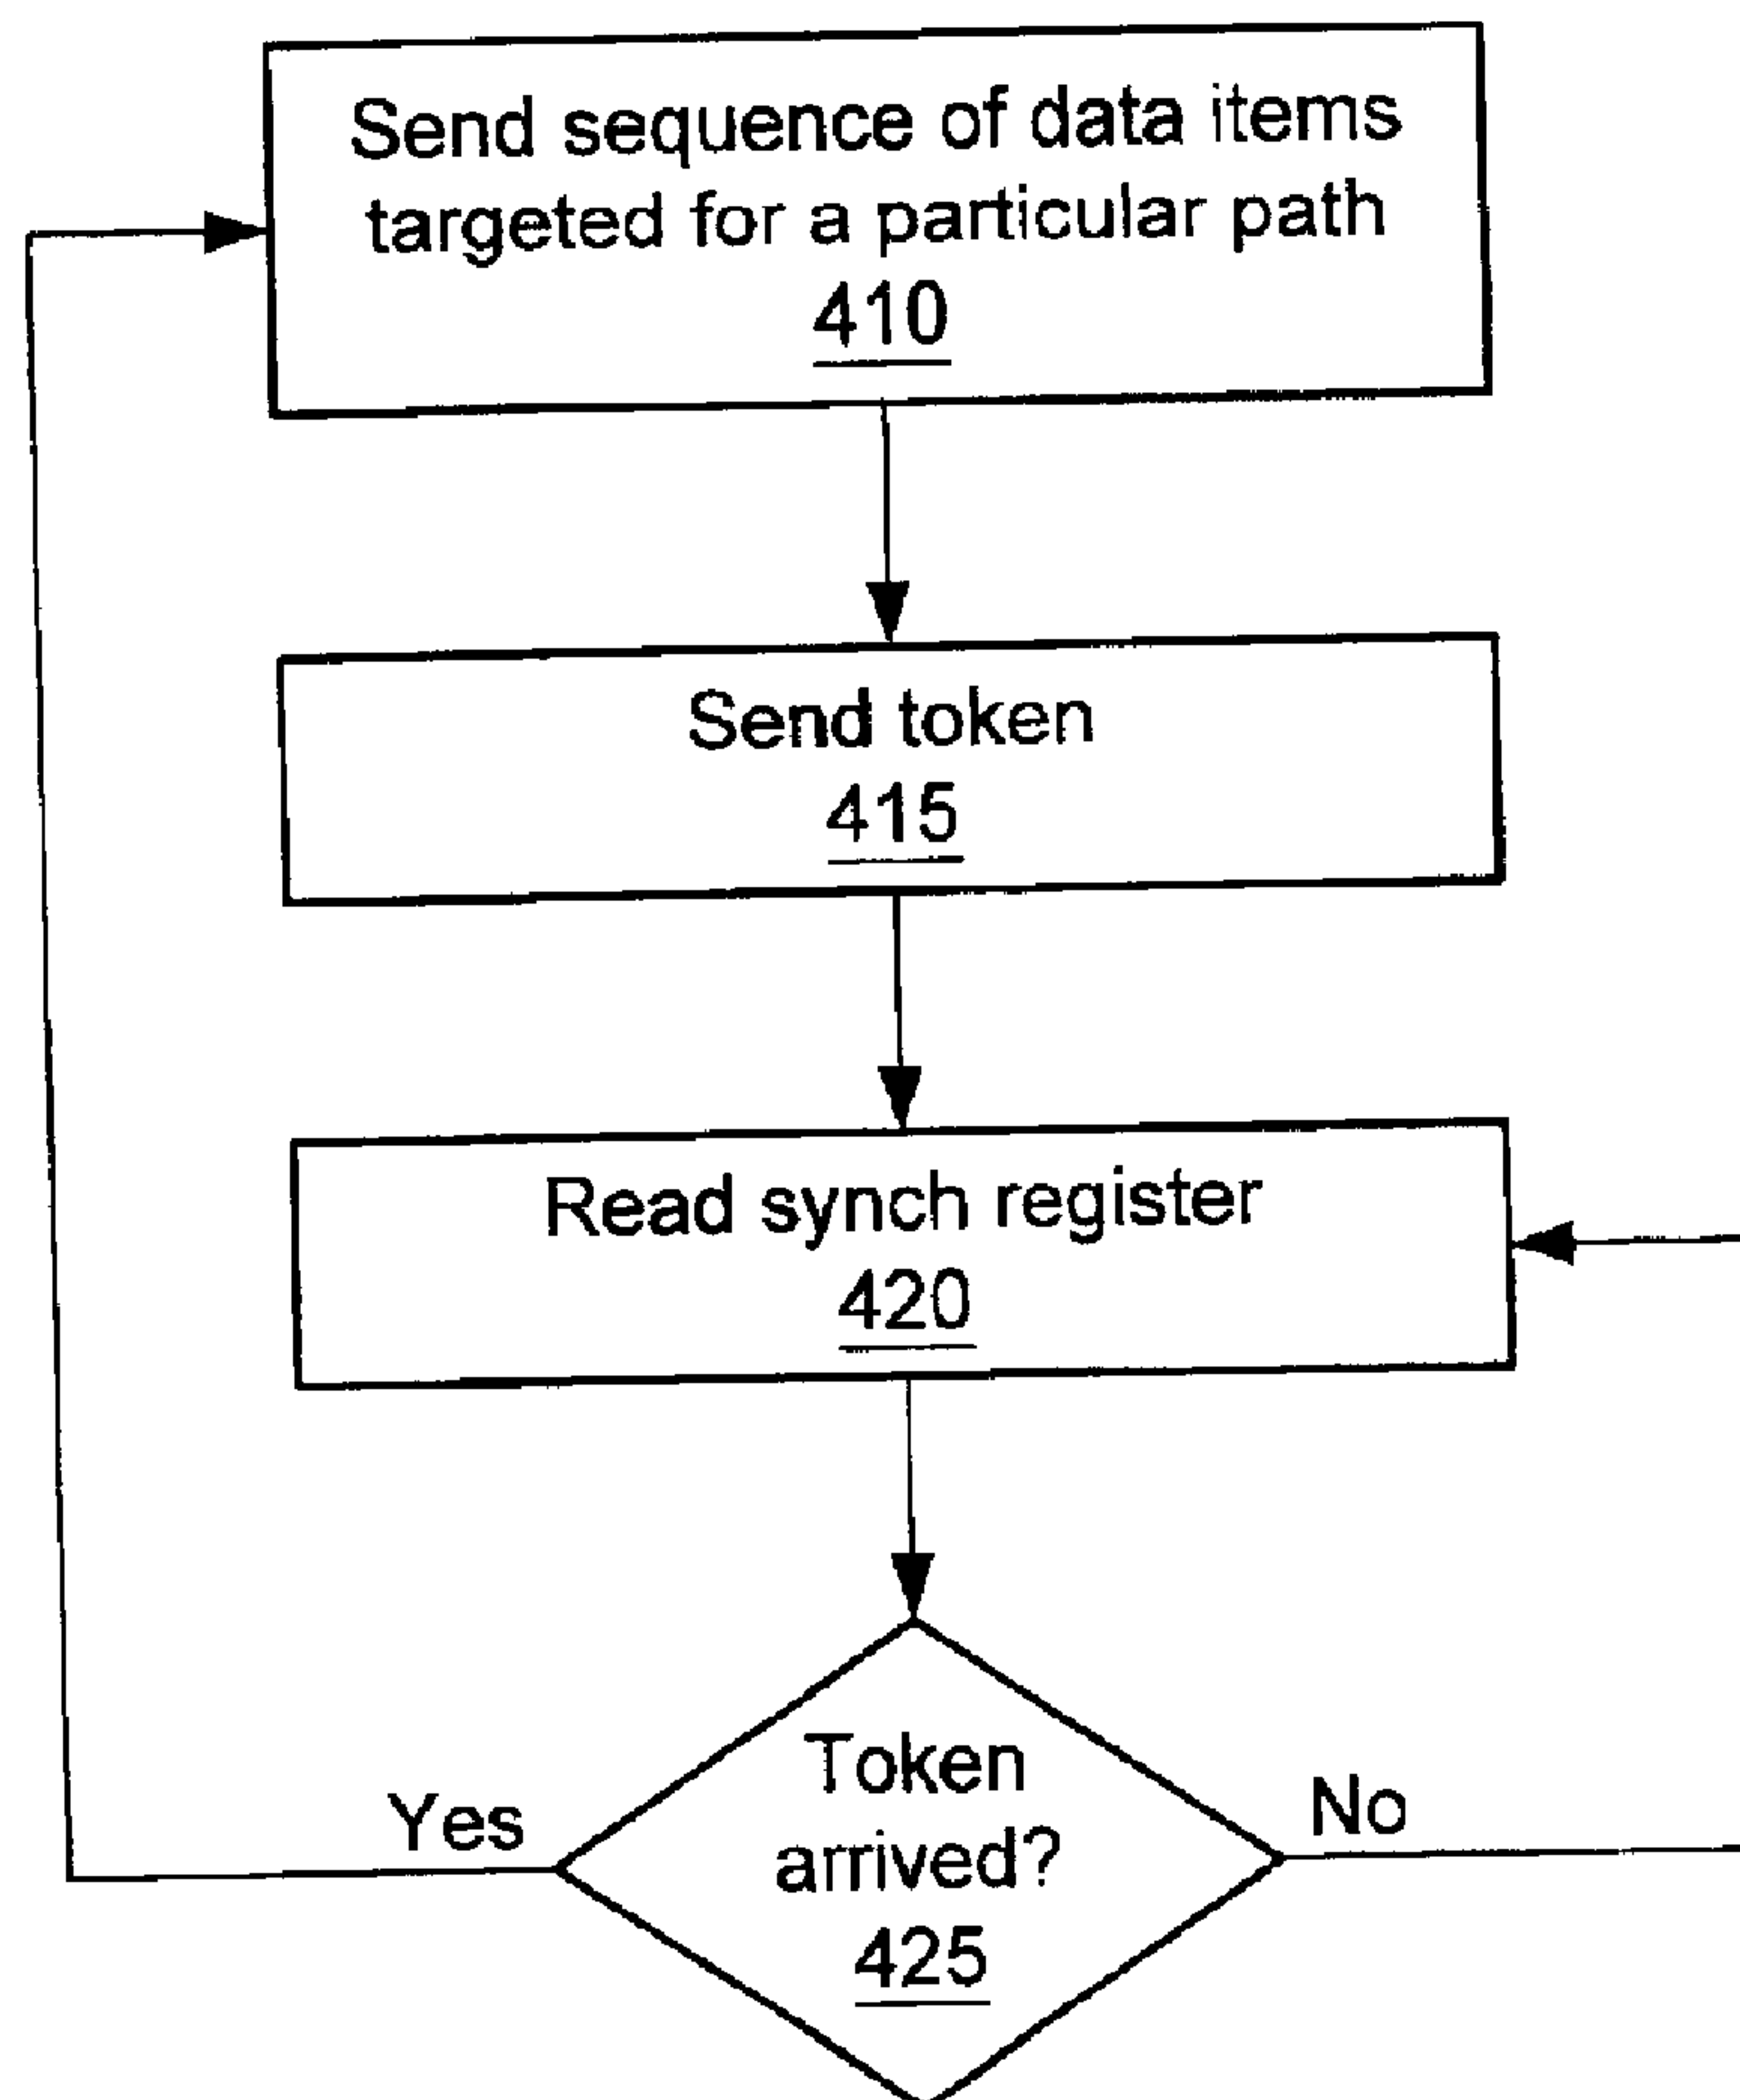 Send sequence of data items
targeted for a particular path
410
Send token
415
Read synch register
420
Token
arrived?
425
Yes
No